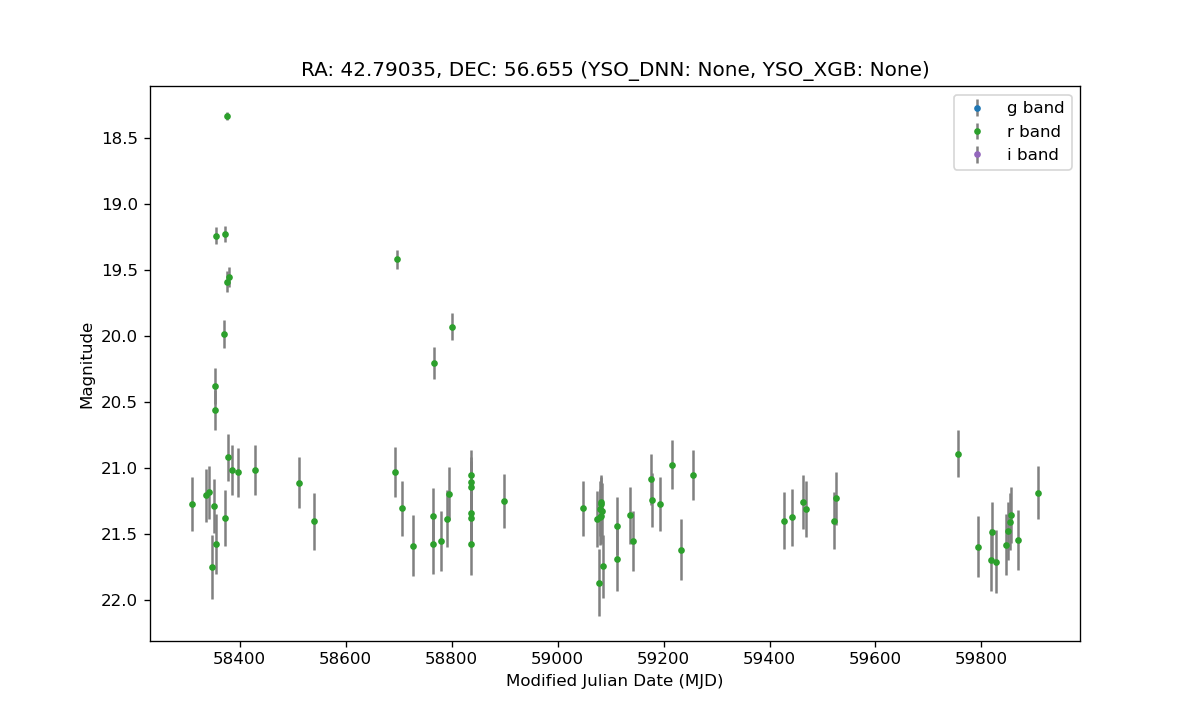 RA: 42.79035, DEC: 56.655 (YSO_DNN: None, YSO_XGB: None)
g band
r band
i band
18.5
19.0
19.5
20.0
20.5
21.0
21.5
22.0
Magnitude
58400 58600 58800 59000 59200 59400 59600 59800
Modified Julian Date (MJD)